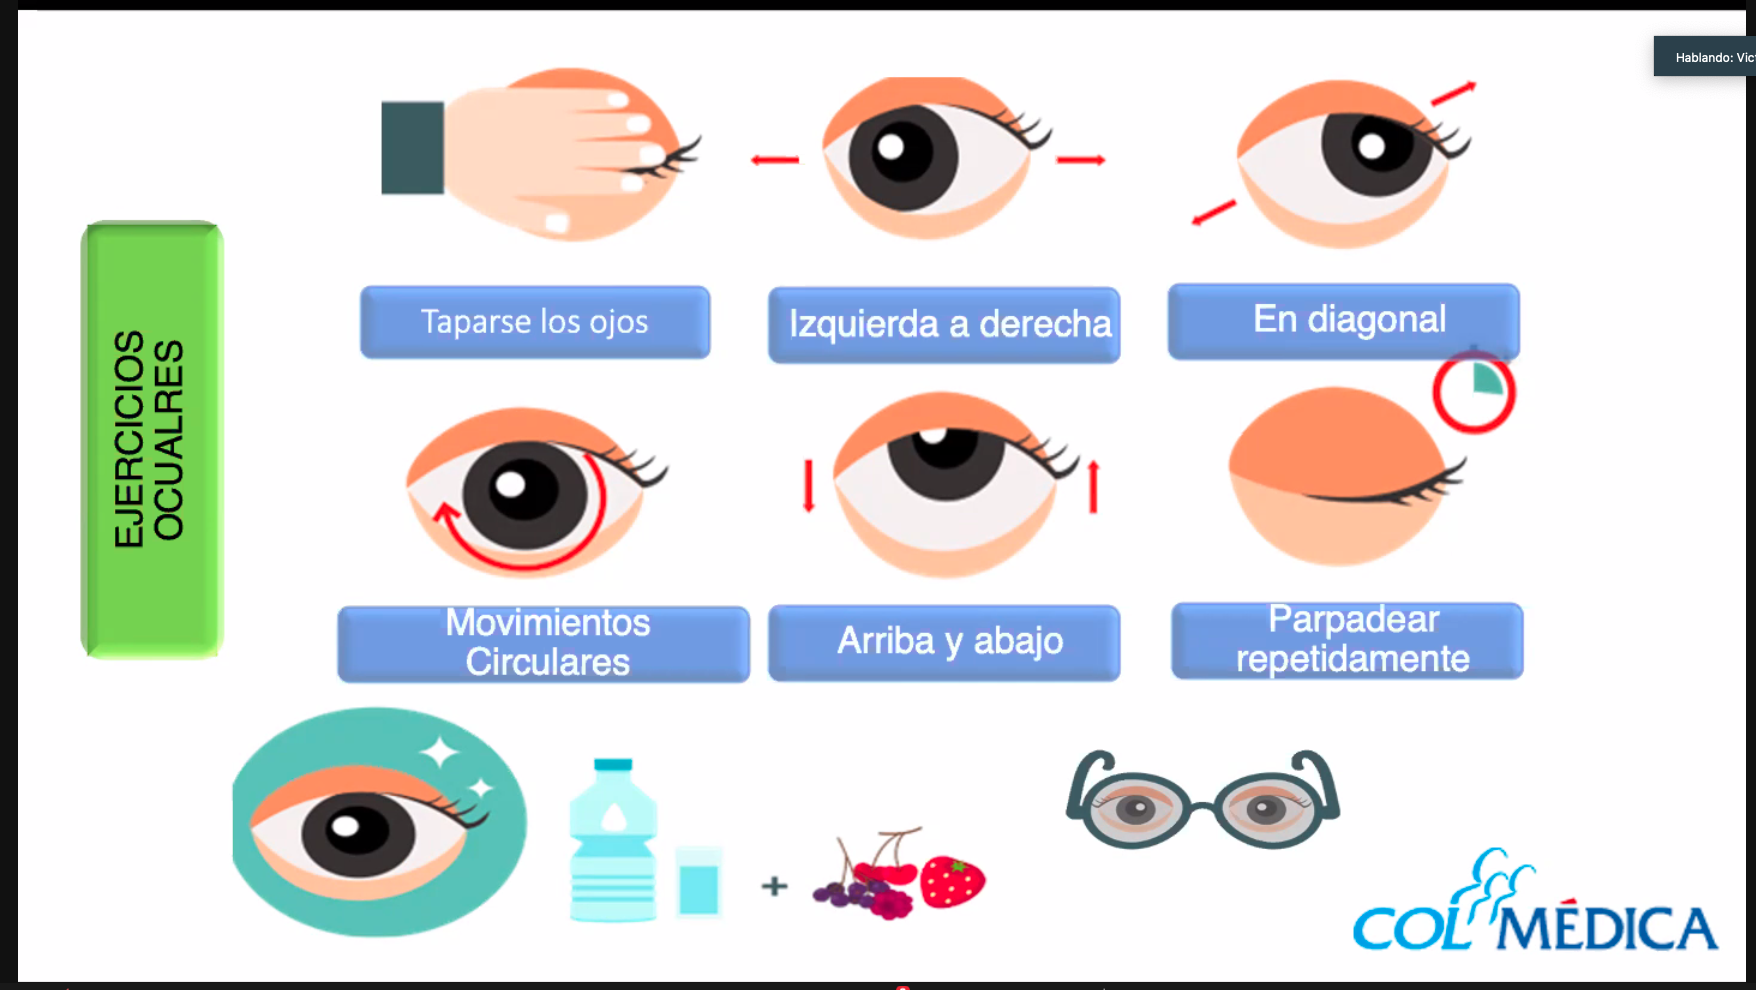 Hablando: Vic
EJERCICIOS
OCUALRES
Taparse los ojos
Izquierda a derecha
En diagonal
Movimientos
Circulares
Arriba y abajo
Parpadear
repetidamente
COLMÉDICA